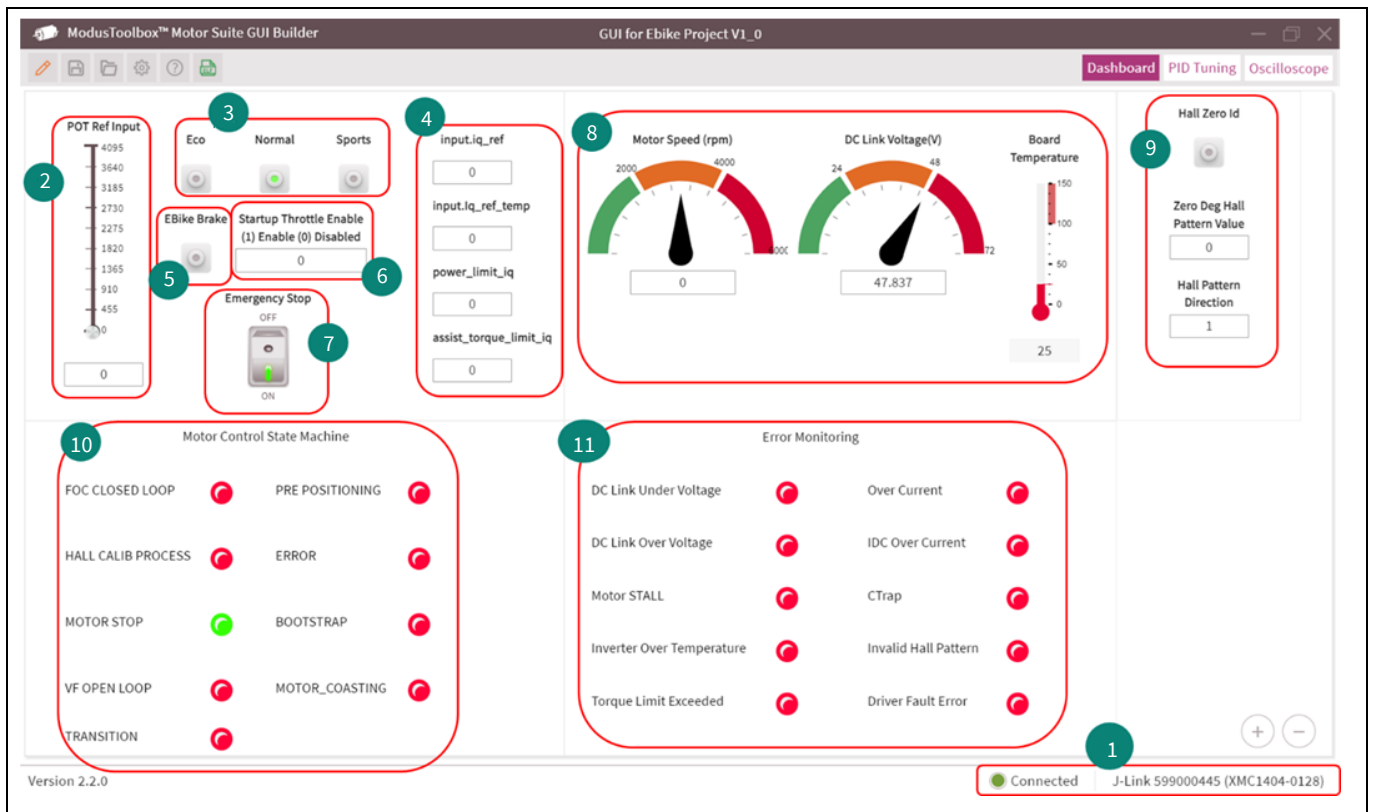 ModusToolbox™ Motor Suite GUI Builder
GUI for Ebike Project V1_0
Dashboard PID Tuning Oscilloscope
2
POT Ref Input
4095
3640
3185
2730
2275
1820
1365
910
455
0
0
3
Eco Normal Sports
5
EBike Brake
6
Startup Throttle Enable
(1) Enable (0) Disabled
0
7
Emergency Stop
OFF
ON
4
input.iq_ref
0
input.Iq_ref_temp
0
power_limit_iq
0
assist_torque_limit_iq
0
8
Motor Speed (rpm)
2000
4000
0
DC Link Voltage(V)
24
48
72
47.837
Board
Temperature
150
100
50
0
25
9
Hall Zero Id
Zero Deg Hall
Pattern Value
0
Hall Pattern
Direction
1
10
Motor Control State Machine
FOC CLOSED LOOP PRE POSITIONING
HALL CALIB PROCESS ERROR
MOTOR STOP BOOTSTRAP
VF OPEN LOOP MOTOR_COASTING
TRANSITION
11
Error Monitoring
DC Link Under Voltage Over Current
DC Link Over Voltage IDC Over Current
Motor STALL CTrap
Inverter Over Temperature Invalid Hall Pattern
Torque Limit Exceeded Driver Fault Error
+ −
1
Version 2.2.0
Connected J-Link 599000445 (XMC1404-0128)